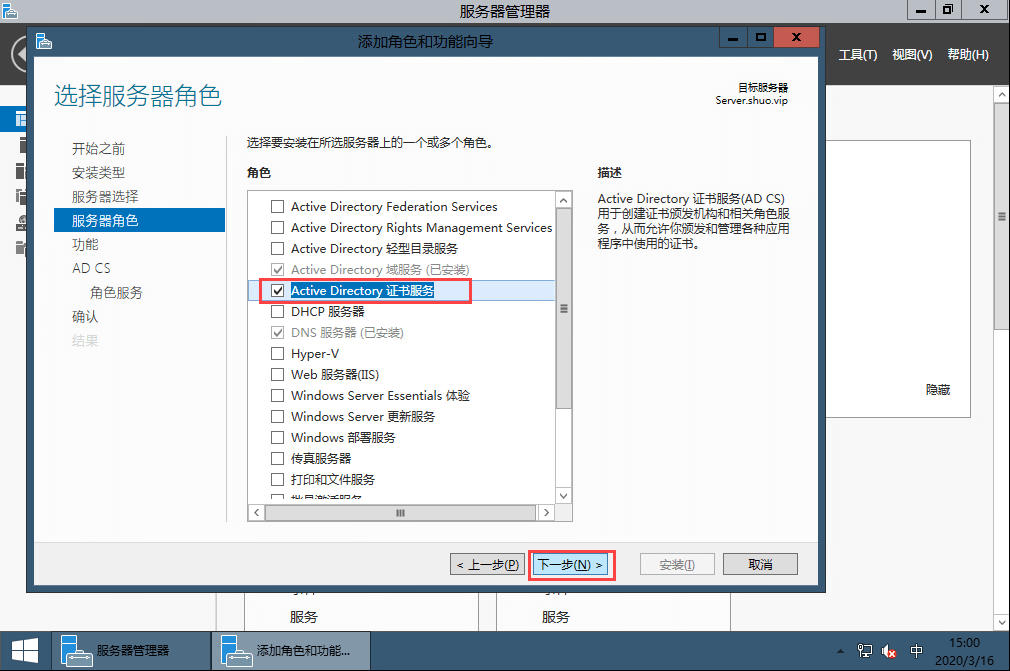 服务器管理器
工具(T) 视图(V) 帮助(H)
添加角色和功能向导
选择服务器角色
目标服务器
Server.shuo.vip
开始之前
安装类型
服务器选择
服务器角色
功能
AD CS
角色服务
确认
结果
选择要安装在所选服务器上的一个或多个角色。
角色
Active Directory Federation Services
Active Directory Rights Management Services
Active Directory 轻型目录服务
Active Directory 域服务 (已安装)
Active Directory 证书服务
DHCP 服务器
DNS 服务器 (已安装)
Hyper-V
Web 服务器(IIS)
Windows Server Essentials 体验
Windows Server 更新服务
Windows 部署服务
传真服务器
打印和文件服务
批量激活服务
描述
Active Directory 证书服务(AD CS)
用于创建证书颁发机构和相关角色服
务，从而允许你颁发和管理各种应用
程序中使用的证书。
隐藏
< 上一步(P) 下一步(N) > 安装(I) 取消
服务 服务
服务器管理器 添加角色和功能... 中 15:00
2020/3/16